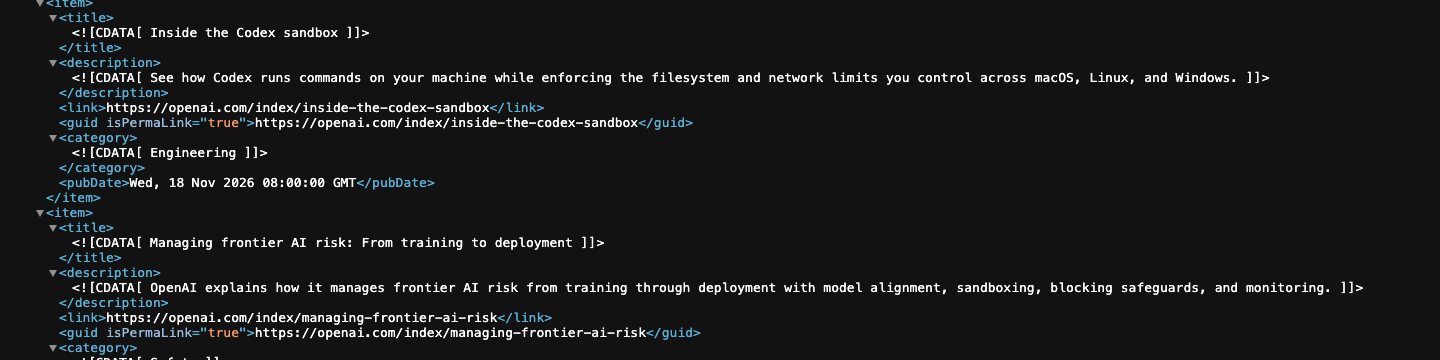 <item>
<title>
<![CDATA[ Inside the Codex sandbox ]]>
</title>
<description>
<![CDATA[ See how Codex runs commands on your machine while enforcing the filesystem and network limits you control across macOS, Linux, and Windows. ]]>
</description>
<link>https://openai.com/index/inside-the-codex-sandbox</link>
<guid isPermaLink="true">https://openai.com/index/inside-the-codex-sandbox</guid>
<category>
<![CDATA[ Engineering ]]>
</category>
<pubDate>Wed, 18 Nov 2026 08:00:00 GMT</pubDate>
</item>
<item>
<title>
<![CDATA[ Managing frontier AI risk: From training to deployment ]]>
</title>
<description>
<![CDATA[ OpenAI explains how it manages frontier AI risk from training through deployment with model alignment, sandboxing, blocking safeguards, and monitoring. ]]>
</description>
<link>https://openai.com/index/managing-frontier-ai-risk</link>
<guid isPermaLink="true">https://openai.com/index/managing-frontier-ai-risk</guid>
<category>